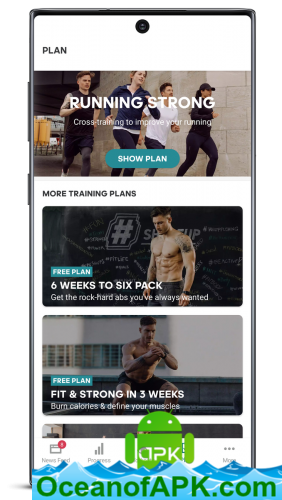 PLAN
RUNNING STRONG
Cross-training to improve your running!
SHOW PLAN
MORE TRAINING PLANS
#
FREE PLAN
6 WEEKS TO SIX PACK
Get the rock-hard abs you've always wanted
FREE PLAN
FIT & STRONG IN 3 WEEKS
Burn calories & define your muscles
6
News Feed
Progress
More
APK
OceanofAPK.com